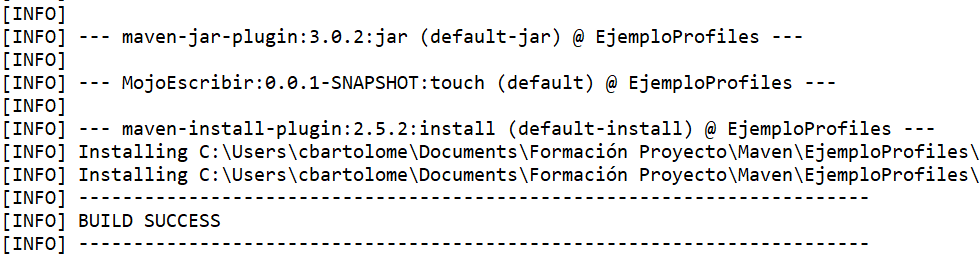 [INFO]
[INFO] --- maven-jar-plugin:3.0.2:jar (default-jar) @ EjemploProfiles ---
[INFO]
[INFO] --- MojoEscribir:0.0.1-SNAPSHOT:touch (default) @ EjemploProfiles ---
[INFO]
[INFO] --- maven-install-plugin:2.5.2:install (default-install) @ EjemploProfiles ---
[INFO] Installing C:\Users\cbartolome\Documents\Formación Proyecto\Maven\EjemploProfiles\
[INFO] Installing C:\Users\cbartolome\Documents\Formación Proyecto\Maven\EjemploProfiles\
[INFO] ------------------------------------------------------------------------
[INFO] BUILD SUCCESS
[INFO] ------------------------------------------------------------------------